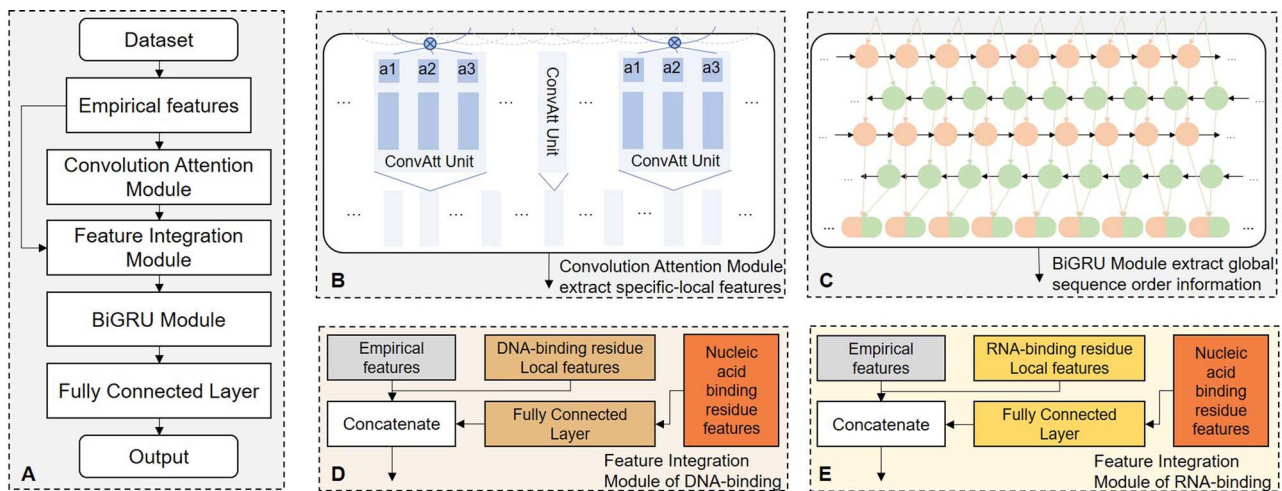 Dataset
Empirical features
Convolution Attention
Module
Feature Integration
Module
BiGRU Module
Fully Connected Layer
Output
A
a1 a2 a3
a1 a2 a3
...
...
...
ConvAtt Unit
ConvAtt Unit
ConvAtt Unit
...
...
...
...
B
Convolution Attention Module
extract specific-local features
...
...
...
...
...
...
...
...
...
...
C
BiGRU Module extract global
sequence order information
Empirical
features
DNA-binding residue
Local features
Nucleic
acid
binding
residue
features
Concatenate
Fully Connected
Layer
D
Feature Integration
Module of DNA-binding
Empirical
features
RNA-binding residue
Local features
Nucleic
acid
binding
residue
features
Concatenate
Fully Connected
Layer
E
Feature Integration
Module of RNA-binding